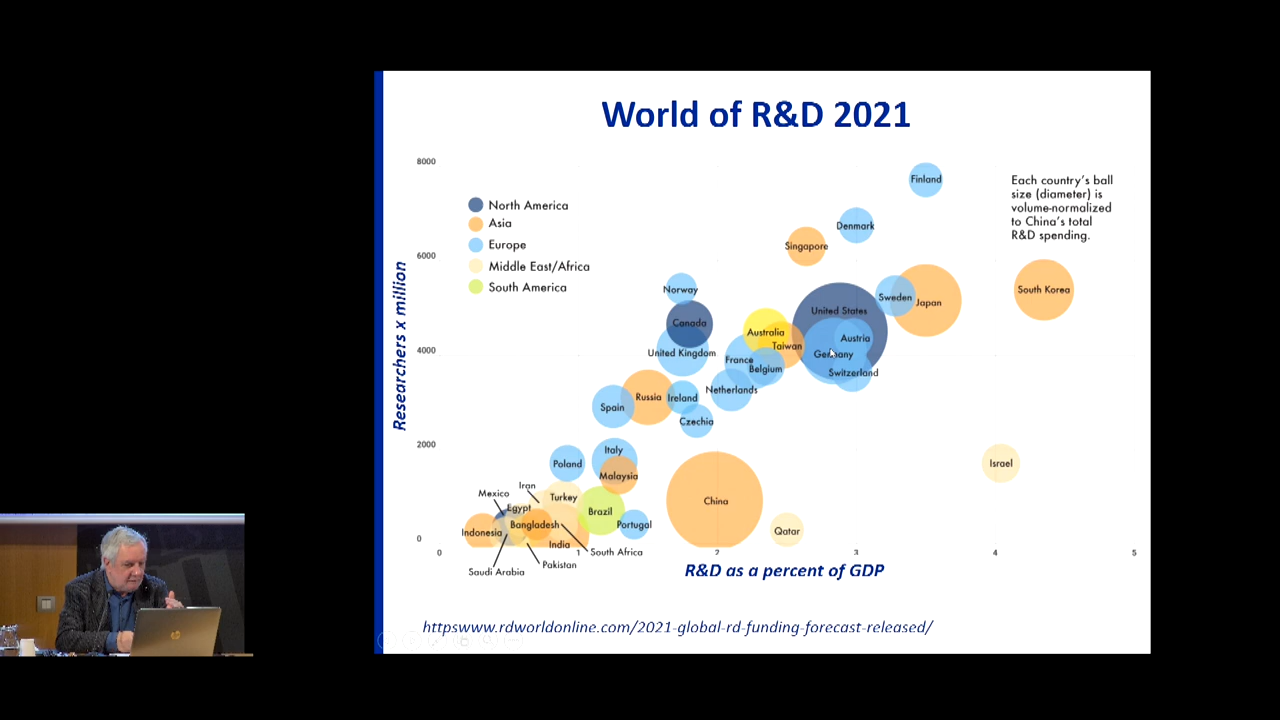 World of R&D 2021
8000
6000
4000
2000
0
Researchers x million
North America
Asia
Europe
Middle East/Africa
South America
Each country's ball
size (diameter) is
volume-normalized
to China's total
R&D spending.
Finland
Denmark
Singapore
Norway
South Korea
Sweden
Japan
United States
Canada
Australia
Taiwan
Austria
United Kingdom
Germany
France
Belgium
Switzerland
Netherlands
Russia
Ireland
Spain
Czechia
Italy
Poland
Malaysia
Israel
Iran
Mexico
Turkey
China
Egypt
Brazil
Bangladesh
Portugal
Indonesia
Qatar
India
South Africa
Pakistan
Saudi Arabia
0
1
2
3
4
5
R&D as a percent of GDP
httpswww.rdworldonline.com/2021-global-rd-funding-forecast-released/
hp